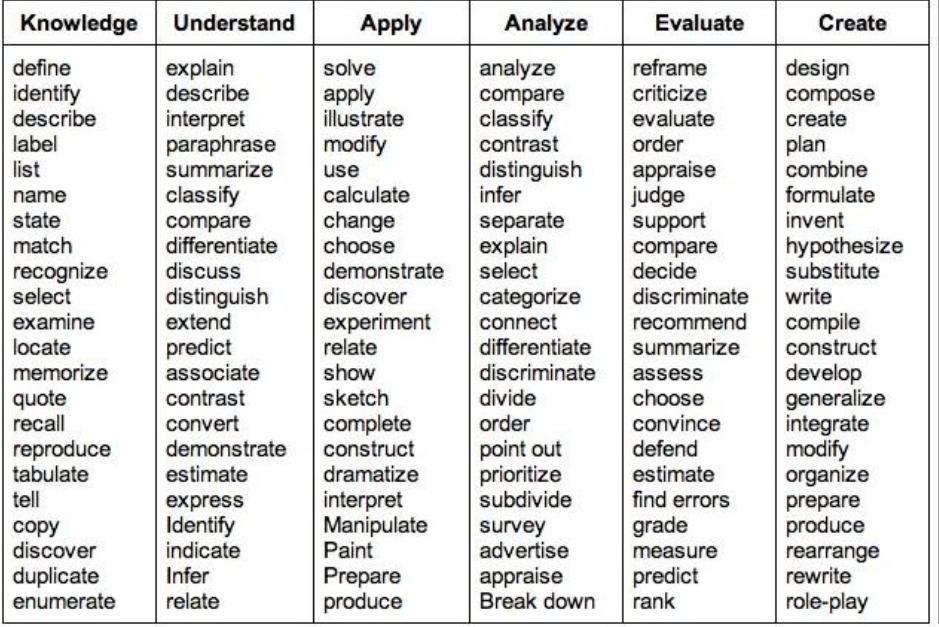 Knowledge Understand Apply Analyze Evaluate Create
define explain solve analyze reframe design
identify describe apply compare criticize compose
describe interpret illustrate classify evaluate create
label paraphrase modify contrast order plan
list summarize use distinguish appraise combine
name classify calculate infer judge formulate
state compare change separate support invent
match differentiate choose explain compare hypothesize
recognize discuss demonstrate select decide substitute
select distinguish discover categorize discriminate write
examine extend experiment connect recommend compile
locate predict relate differentiate summarize construct
memorize associate show discriminate assess develop
quote contrast sketch divide choose generalize
recall convert complete order convince integrate
reproduce demonstrate construct point out defend modify
tabulate estimate dramatize prioritize estimate organize
tell express interpret subdivide find errors prepare
copy Identify Manipulate survey grade produce
discover indicate Paint advertise measure rearrange
duplicate Infer Prepare appraise predict rewrite
enumerate relate produce Break down rank role-play